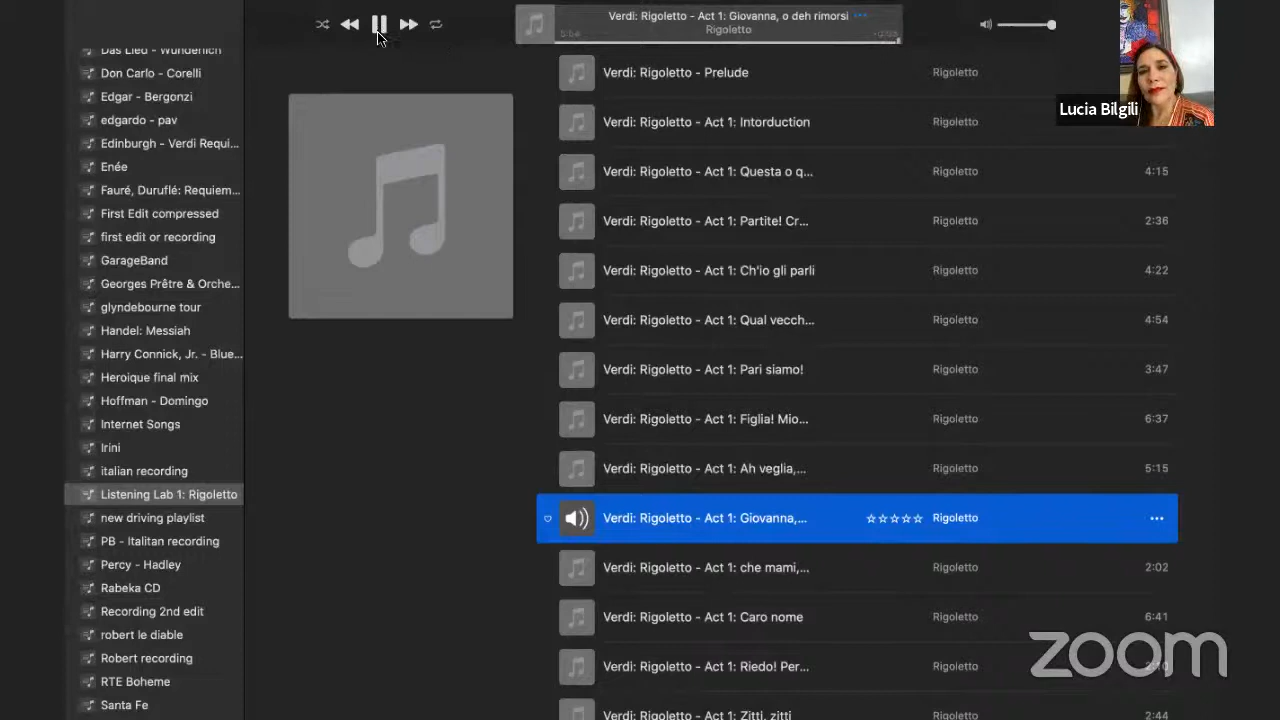 Verdi: Rigoletto - Act 1: Giovanna, o deh rimorsi ...
Rigoletto
5:54
Lucia Bilgili
Das Lied - Wunderlich
Don Carlo - Corelli
Edgar - Bergonzi
edgardo - pav
Edinburgh - Verdi Requi...
Enée
Fauré, Duruflé: Requiem...
First Edit compressed
first edit or recording
GarageBand
Georges Prêtre & Orche...
glyndebourne tour
Handel: Messiah
Harry Connick, Jr. - Blue...
Heroique final mix
Hoffman - Domingo
Internet Songs
Irini
italian recording
Listening Lab 1: Rigoletto
new driving playlist
PB - Italitan recording
Percy - Hadley
Rabeka CD
Recording 2nd edit
robert le diable
Robert recording
RTE Boheme
Santa Fe
Verdi: Rigoletto - Prelude Rigoletto
Verdi: Rigoletto - Act 1: Intorduction Rigoletto
Verdi: Rigoletto - Act 1: Questa o q... Rigoletto 4:15
Verdi: Rigoletto - Act 1: Partite! Cr... Rigoletto 2:36
Verdi: Rigoletto - Act 1: Ch'io gli parli Rigoletto 4:22
Verdi: Rigoletto - Act 1: Qual vecch... Rigoletto 4:54
Verdi: Rigoletto - Act 1: Pari siamo! Rigoletto 3:47
Verdi: Rigoletto - Act 1: Figlia! Mio... Rigoletto 6:37
Verdi: Rigoletto - Act 1: Ah veglia,... Rigoletto 5:15
Verdi: Rigoletto - Act 1: Giovanna,... Rigoletto ...
Verdi: Rigoletto - Act 1: che mami,... Rigoletto 2:02
Verdi: Rigoletto - Act 1: Caro nome Rigoletto 6:41
Verdi: Rigoletto - Act 1: Riedo! Per... Rigoletto
Verdi: Rigoletto - Act 1: Zitti, zitti Rigoletto 2:44
zoom